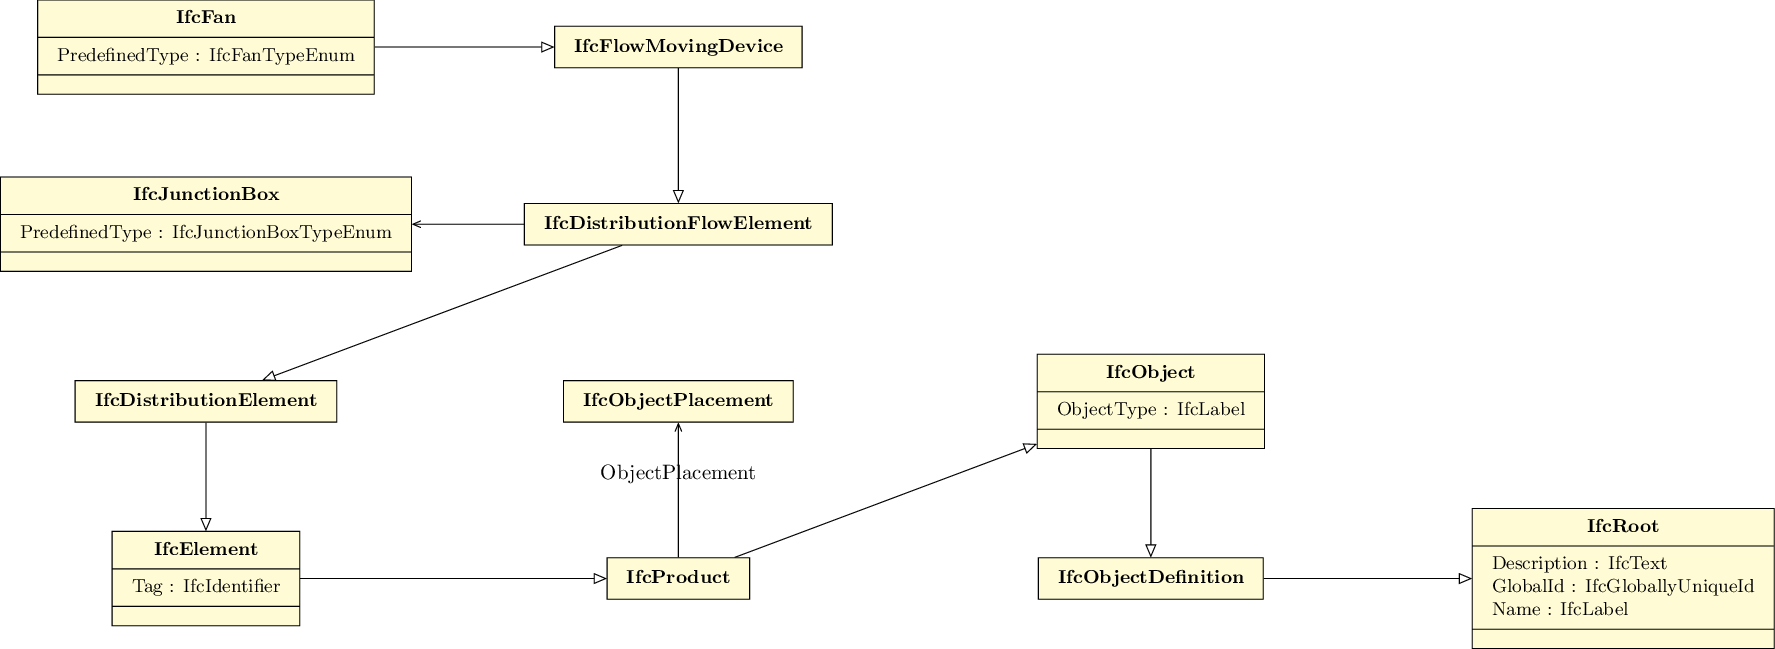 IfcFan
PredefinedType : IfcFanTypeEnum
IfcFlowMovingDevice
IfcJunctionBox
PredefinedType : IfcJunctionBoxTypeEnum
IfcDistributionFlowElement
IfcDistributionElement
IfcObjectPlacement
ObjectPlacement
IfcObject
ObjectType : IfcLabel
IfcElement
Tag : IfcIdentifier
IfcProduct
IfcObjectDefinition
IfcRoot
Description : IfcText
GlobalId : IfcGloballyUniqueId
Name : IfcLabel